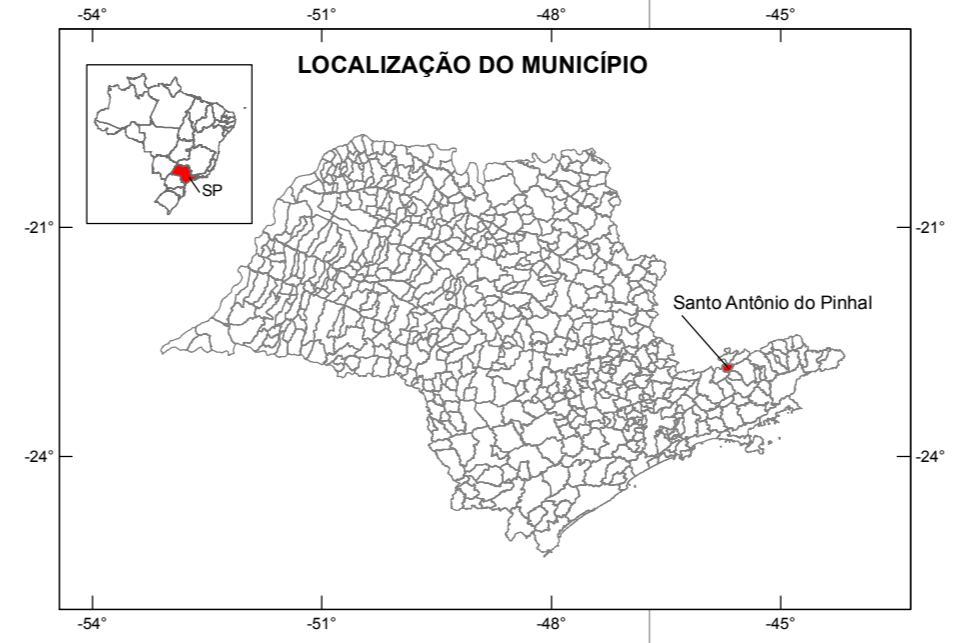 -54° -51° -48° -45°
LOCALIZAÇÃO DO MUNICÍPIO
SP
-21° -21°
Santo Antônio do Pinhal
-24° -24°
-54° -51° -48° -45°